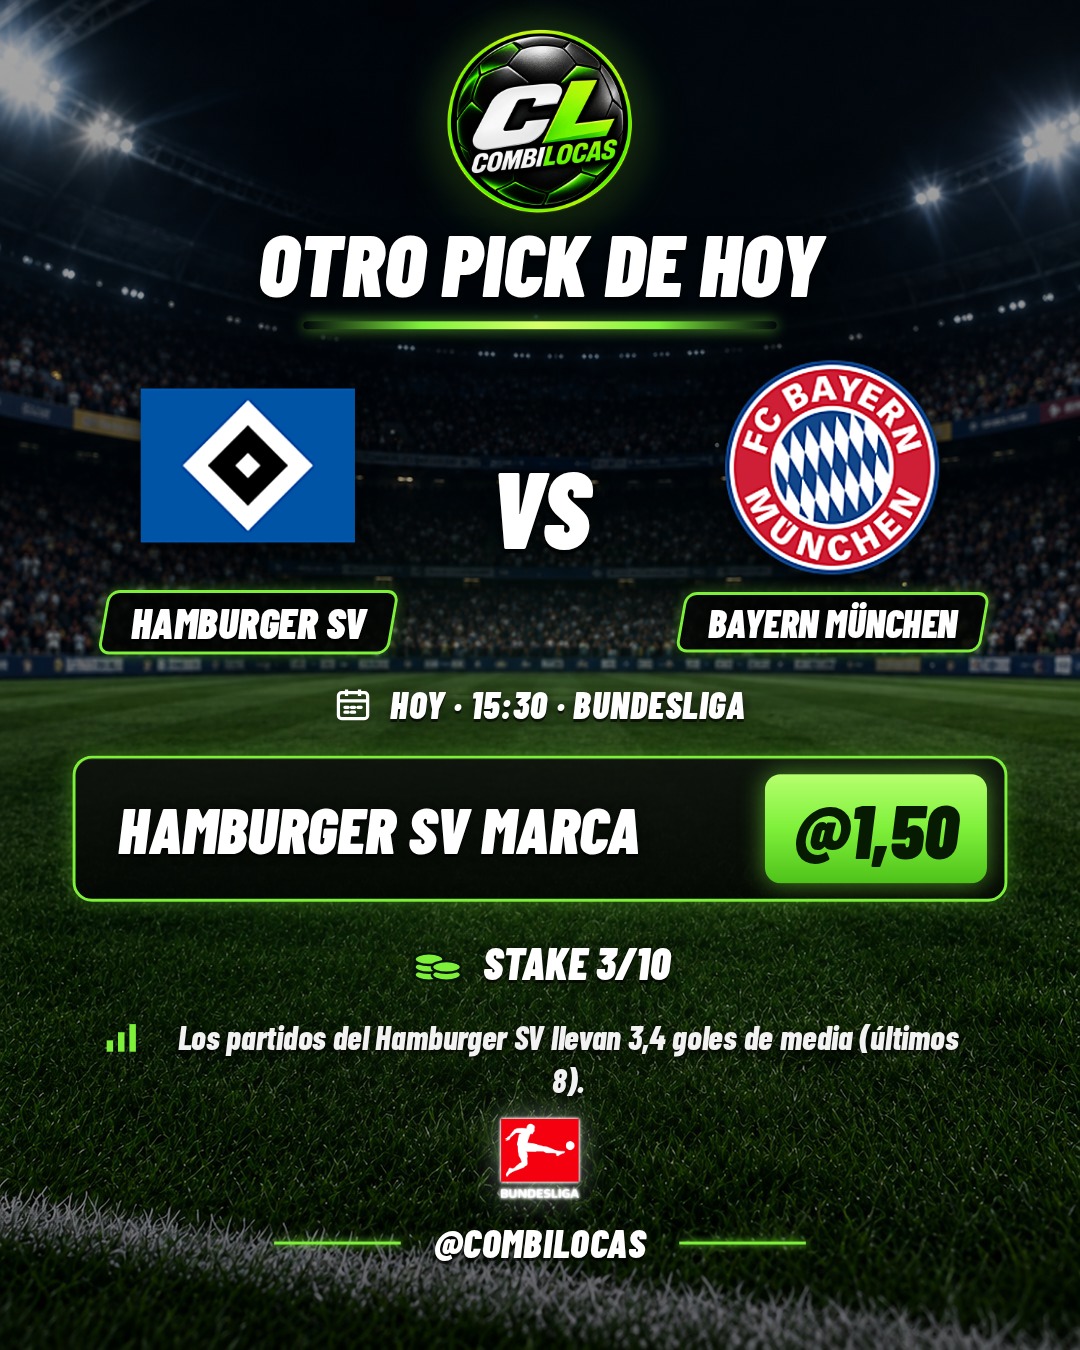 CL
COMBILOCAS
OTRO PICK DE HOY
FC BAYERN
MÜNCHEN
VS
HAMBURGER SV
BAYERN MÜNCHEN
HOY · 15:30 · BUNDESLIGA
HAMBURGER SV MARCA
@1,50
STAKE 3/10
Los partidos del Hamburger SV llevan 3,4 goles de media (últimos
8).
BUNDESLIGA
@COMBILOCAS